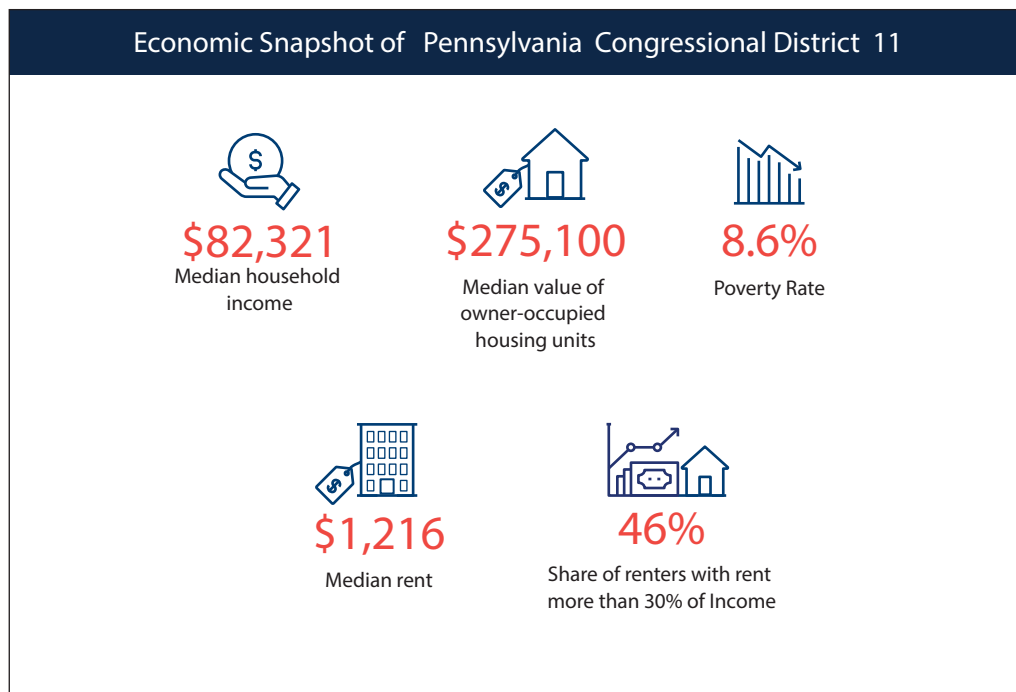 Economic Snapshot of Pennsylvania Congressional District 11
$
$
$82,321
Median household
income
$275,100
Median value of
owner-occupied
housing units
8.6%
Poverty Rate
$
$1,216
Median rent
46%
Share of renters with rent
more than 30% of Income